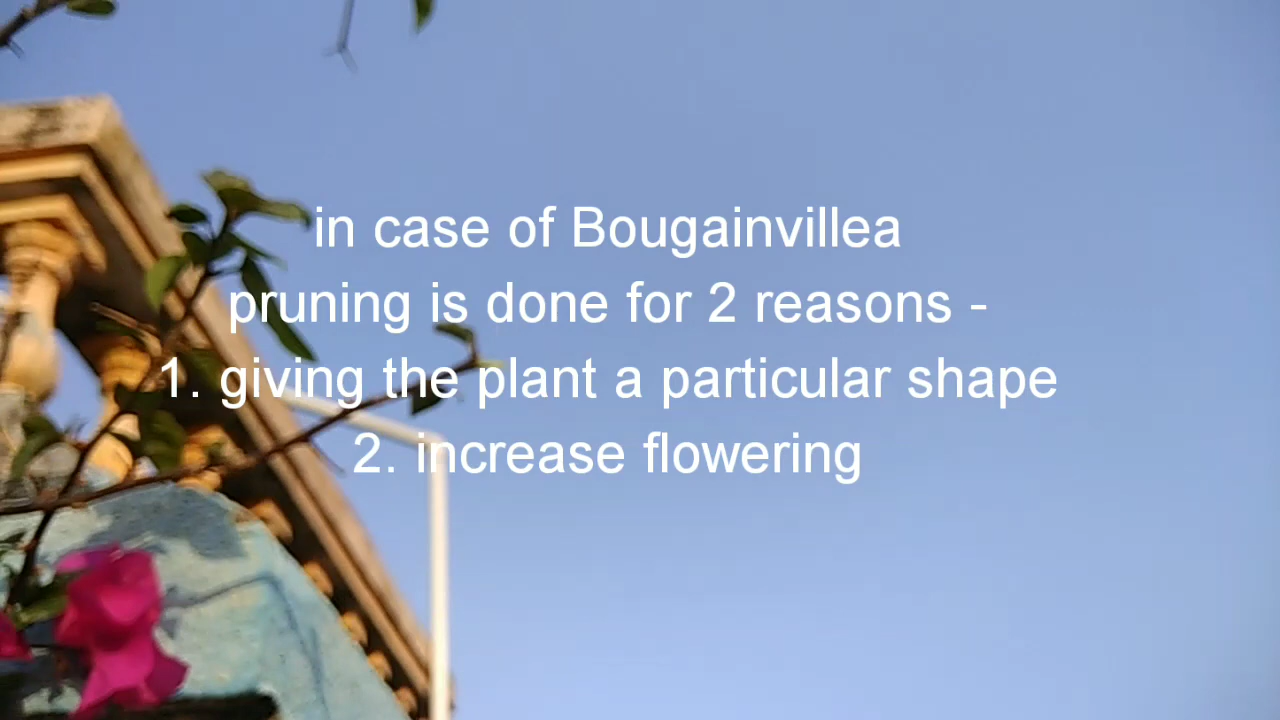 in case of Bougainvillea
pruning is done for 2 reasons -
1. giving the plant a particular shape
2. increase flowering